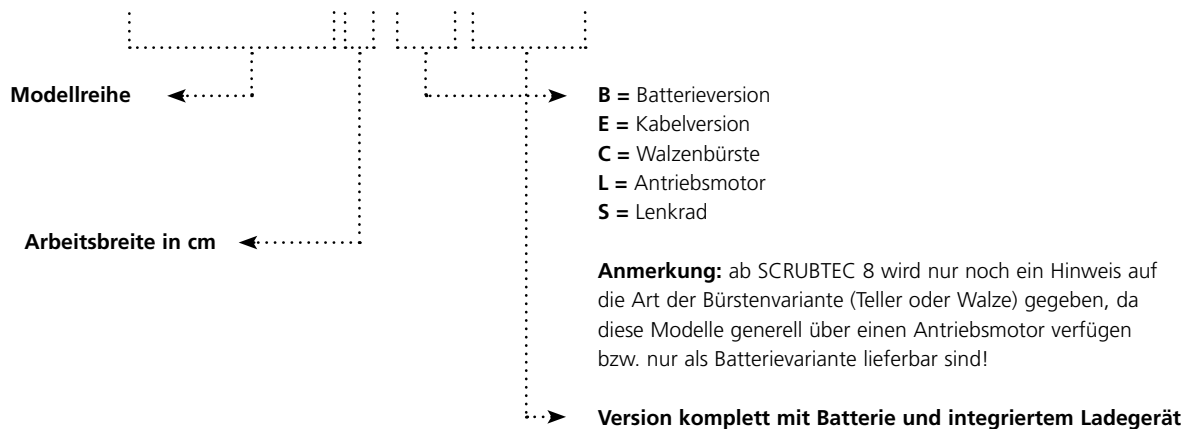 Modellreihe
B = Batterieversion
E = Kabelversion
C = Walzenbürste
L = Antriebsmotor
S = Lenkrad
Arbeitsbreite in cm
Anmerkung: ab SCRUBTEC 8 wird nur noch ein Hinweis auf
die Art der Bürstenvariante (Teller oder Walze) gegeben, da
diese Modelle generell über einen Antriebsmotor verfügen
bzw. nur als Batterievariante lieferbar sind!
Version komplett mit Batterie und integriertem Ladegerät